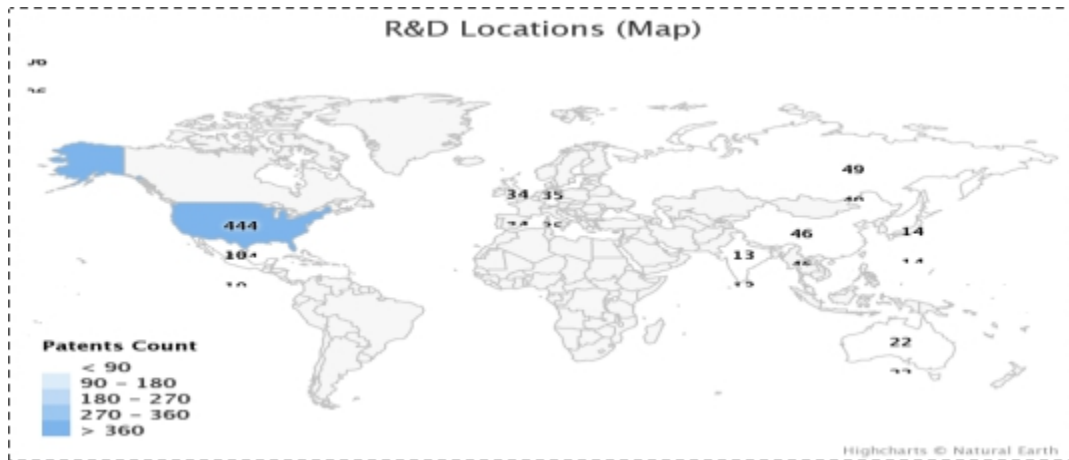 R&D Locations (Map)
49
34 35
444
46
14
10
13
22
Patents Count
< 90
90 – 180
180 – 270
270 – 360
> 360
Highcharts © Natural Earth